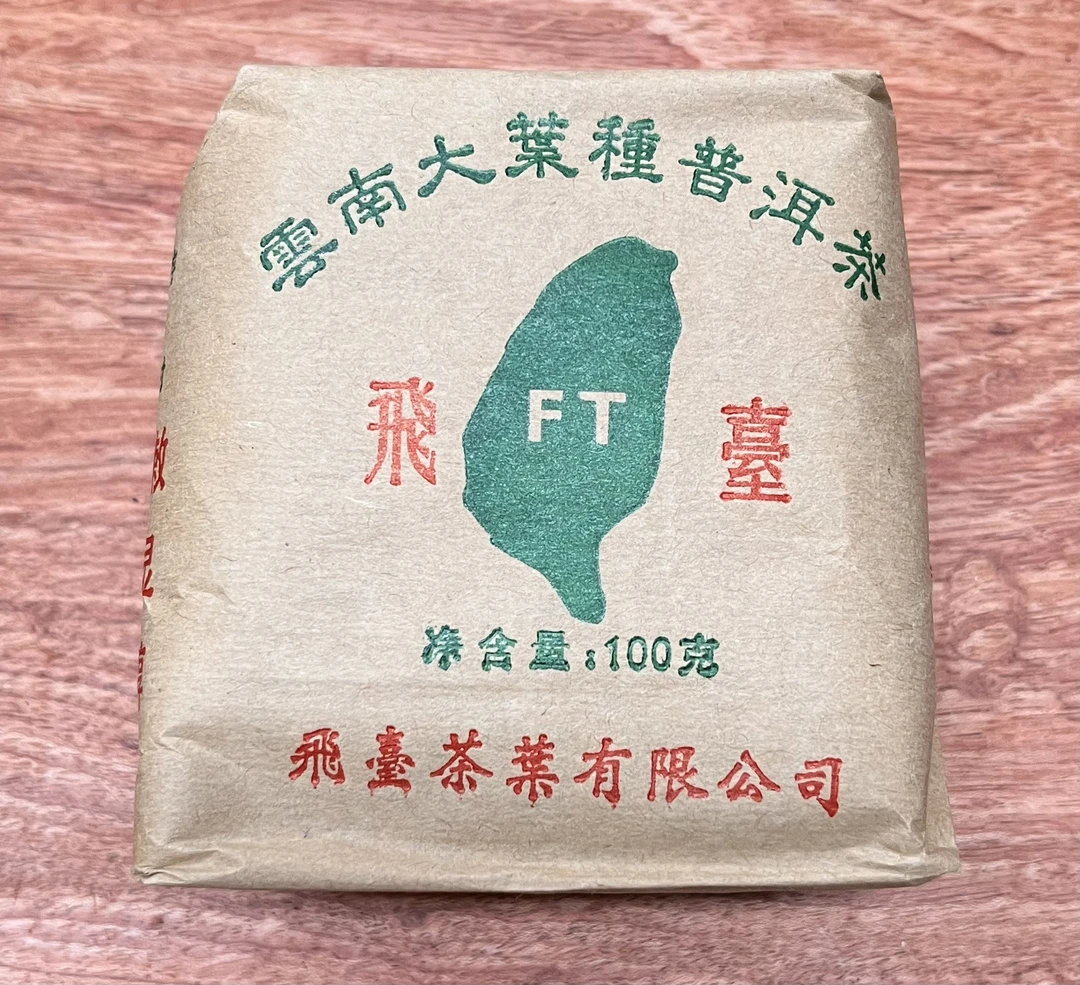 雲南大葉種普洱茶
飛 FT 臺
净含量:100克
飛臺茶葉有限公司